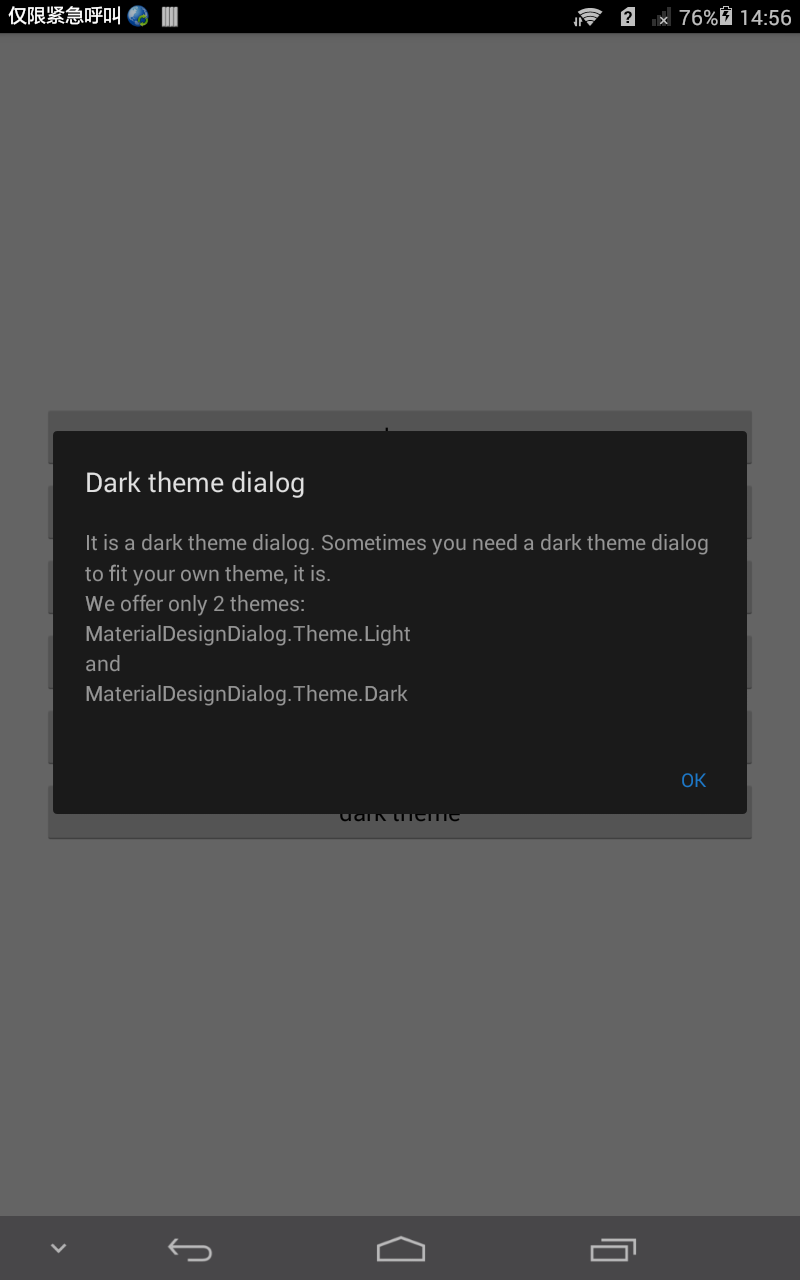 仅限紧急呼叫 76% 14:56
Dark theme dialog
It is a dark theme dialog. Sometimes you need a dark theme dialog
to fit your own theme, it is.
We offer only 2 themes:
MaterialDesignDialog.Theme.Light
and
MaterialDesignDialog.Theme.Dark
OK
dark theme